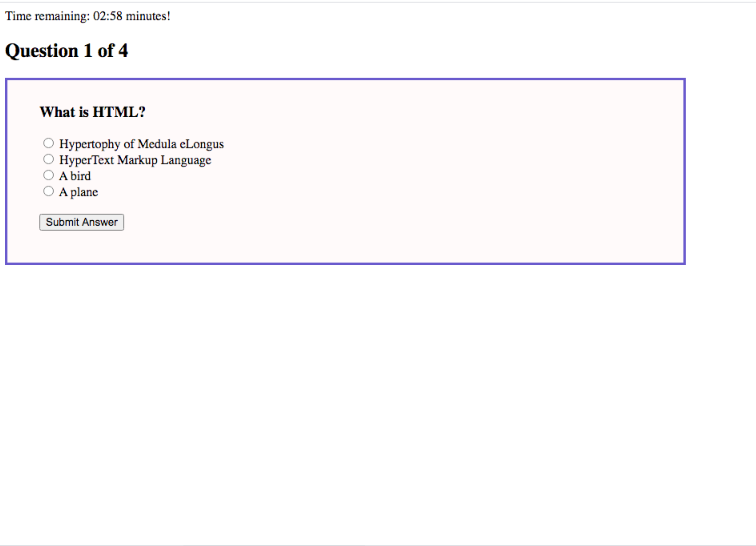 Time remaining: 02:58 minutes!
Question 1 of 4
What is HTML?
Hypertophy of Medula eLongus
HyperText Markup Language
A bird
A plane
Submit Answer